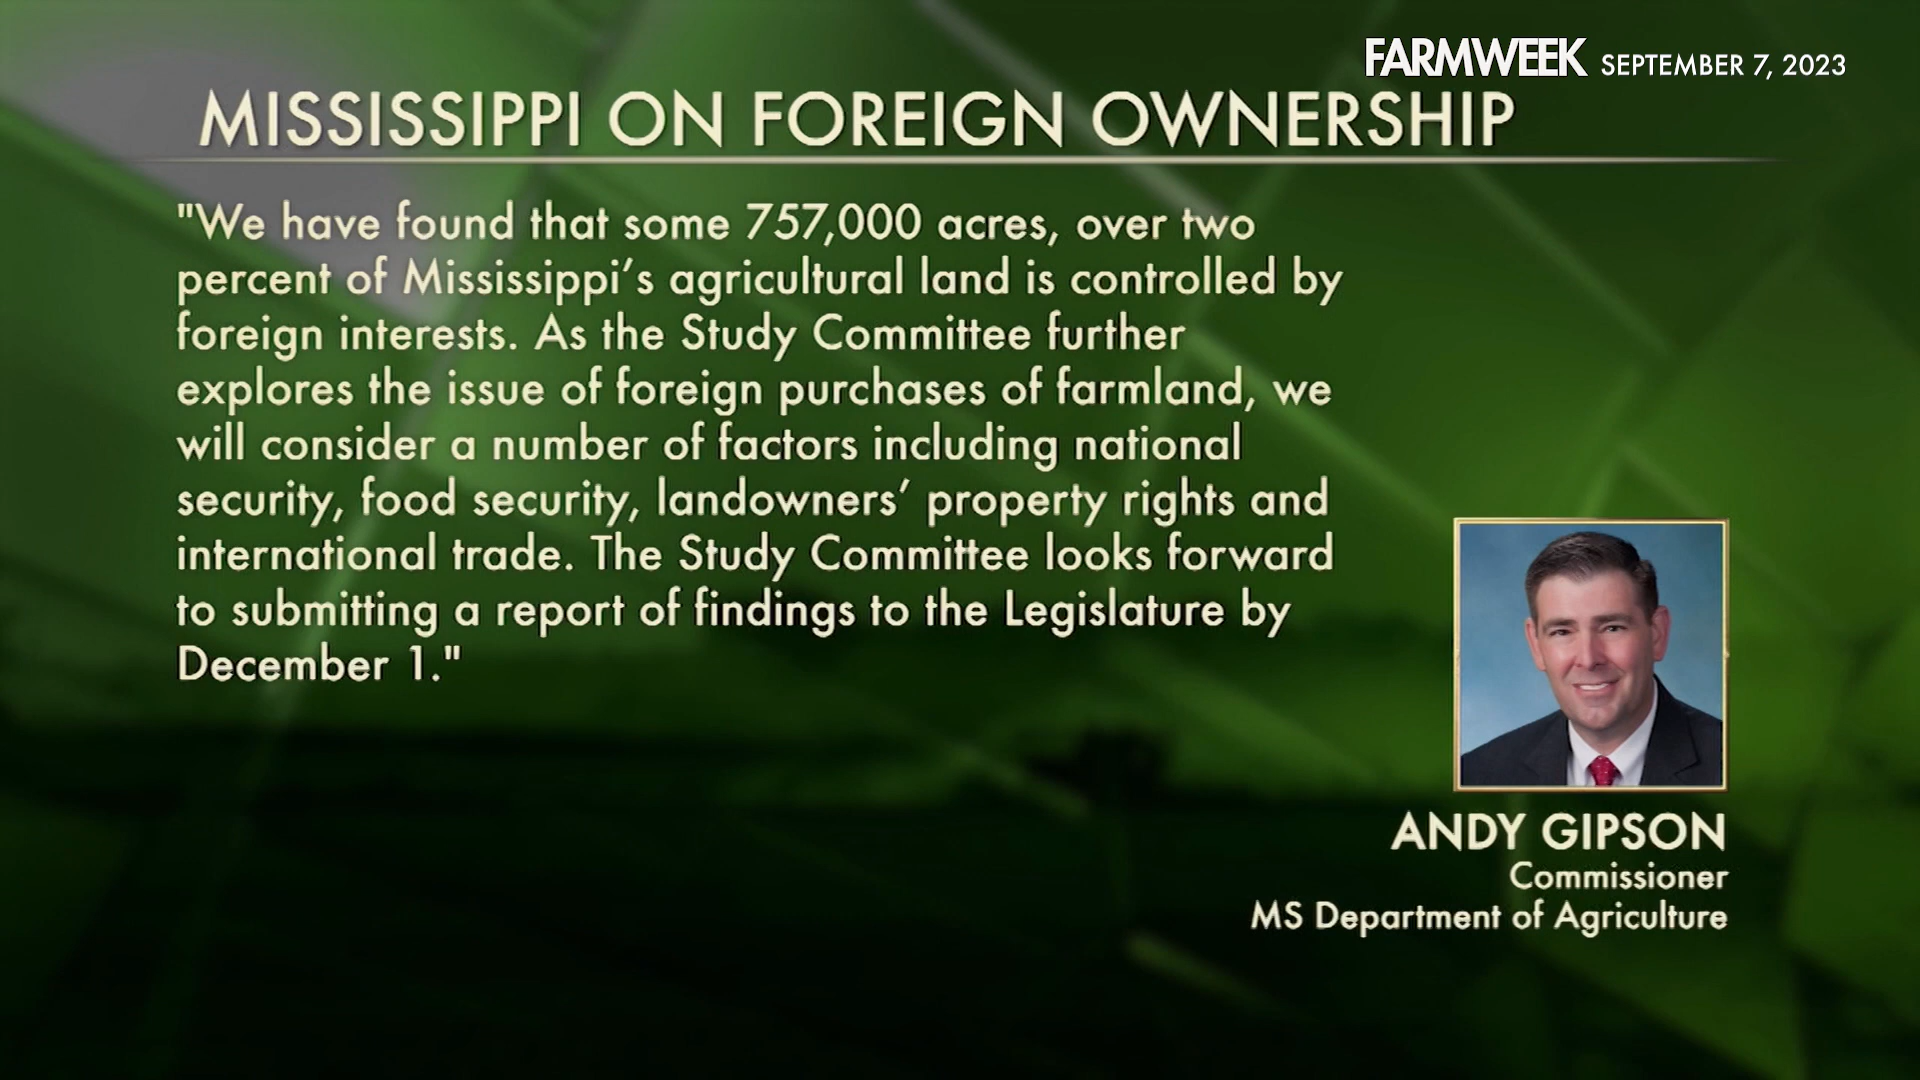 FARMWEEK SEPTEMBER 7, 2023
MISSISSIPPI ON FOREIGN OWNERSHIP
"We have found that some 757,000 acres, over two
percent of Mississippi’s agricultural land is controlled by
foreign interests. As the Study Committee further
explores the issue of foreign purchases of farmland, we
will consider a number of factors including national
security, food security, landowners’ property rights and
international trade. The Study Committee looks forward
to submitting a report of findings to the Legislature by
December 1."
ANDY GIPSON
Commissioner
MS Department of Agriculture